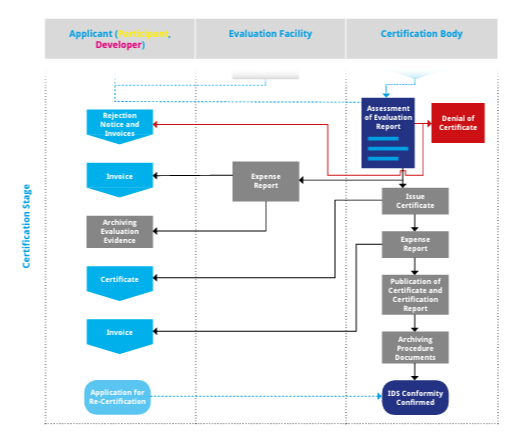 Applicant (Participant,
Developer)
Evaluation Facility
Certification Body
Certification Stage
Rejection
Notice and
Invoices
Assessment
of Evaluation
Report
Denial of
Certificate
Invoice
Expense
Report
Issue
Certificate
Archiving
Evaluation
Evidence
Expense
Report
Certificate
Publication of
Certificate and
Certification
Report
Invoice
Archiving
Procedure
Documents
Application for
Re-Certification
IDS Conformity
Confirmed